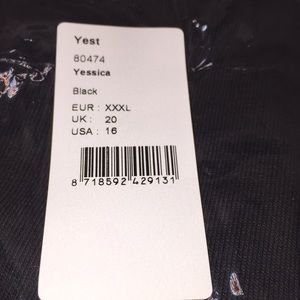 Yest
80474
Yessica
Black
EUR : XXXL
UK : 20
USA : 16
8 718592 429131